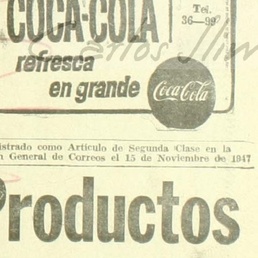 COCA-COLA
Tel.
36-99
refresca
en grande
Coca-Cola
istrado como Artículo de Segunda Clase en la
n General de Correos el 15 de Noviembre de 1947
Productos